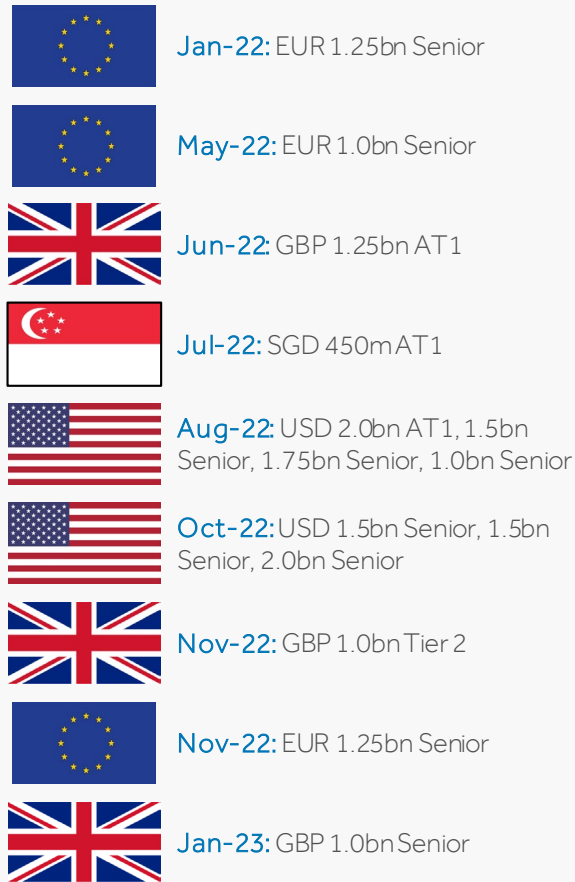 Jan-22: EUR 1.25bn Senior
May-22: EUR 1.0bn Senior
Jun-22: GBP 1.25bn AT1
Jul-22: SGD 450m AT1
Aug-22: USD 2.0bn AT1, 1.5bn
Senior, 1.75bn Senior, 1.0bn Senior
Oct-22: USD 1.5bn Senior, 1.5bn
Senior, 2.0bn Senior
Nov-22: GBP 1.0bn Tier 2
Nov-22: EUR 1.25bn Senior
Jan-23: GBP 1.0bn Senior